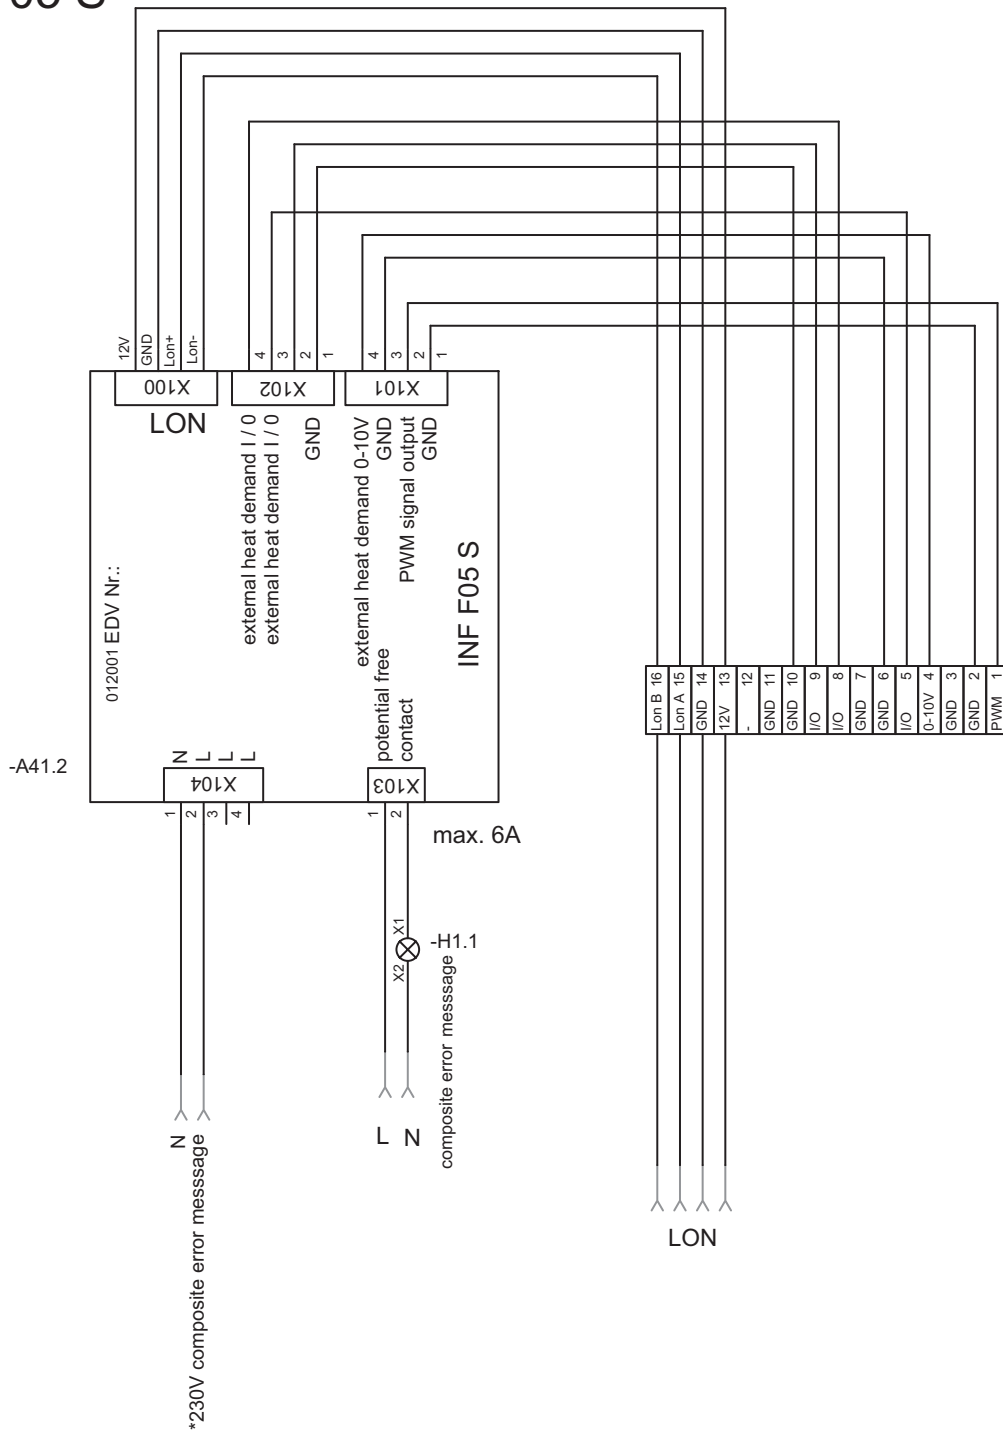 12V
GND
Lon+
Lon-
4
3
2
1
4
3
2
1
X100
X102
X101
LON
external heat demand I / 0
external heat demand I / 0
GND
external heat demand 0-10V
GND
PWM signal output
GND
012001 EDV Nr.:
INF F05 S
potential free
contact
-A41.2
N
L
L
L
X104
X103
1
2
3
4
1
2
max. 6A
X1
X2
-H1.1
composite error messsage
L
N
N
*230V composite error messsage
Lon B 16
Lon A 15
GND 14
12V 13
- 12
GND 11
GND 10
I/O 9
I/O 8
GND 7
GND 6
I/O 5
0-10V 4
GND 3
GND 2
PWM 1
LON